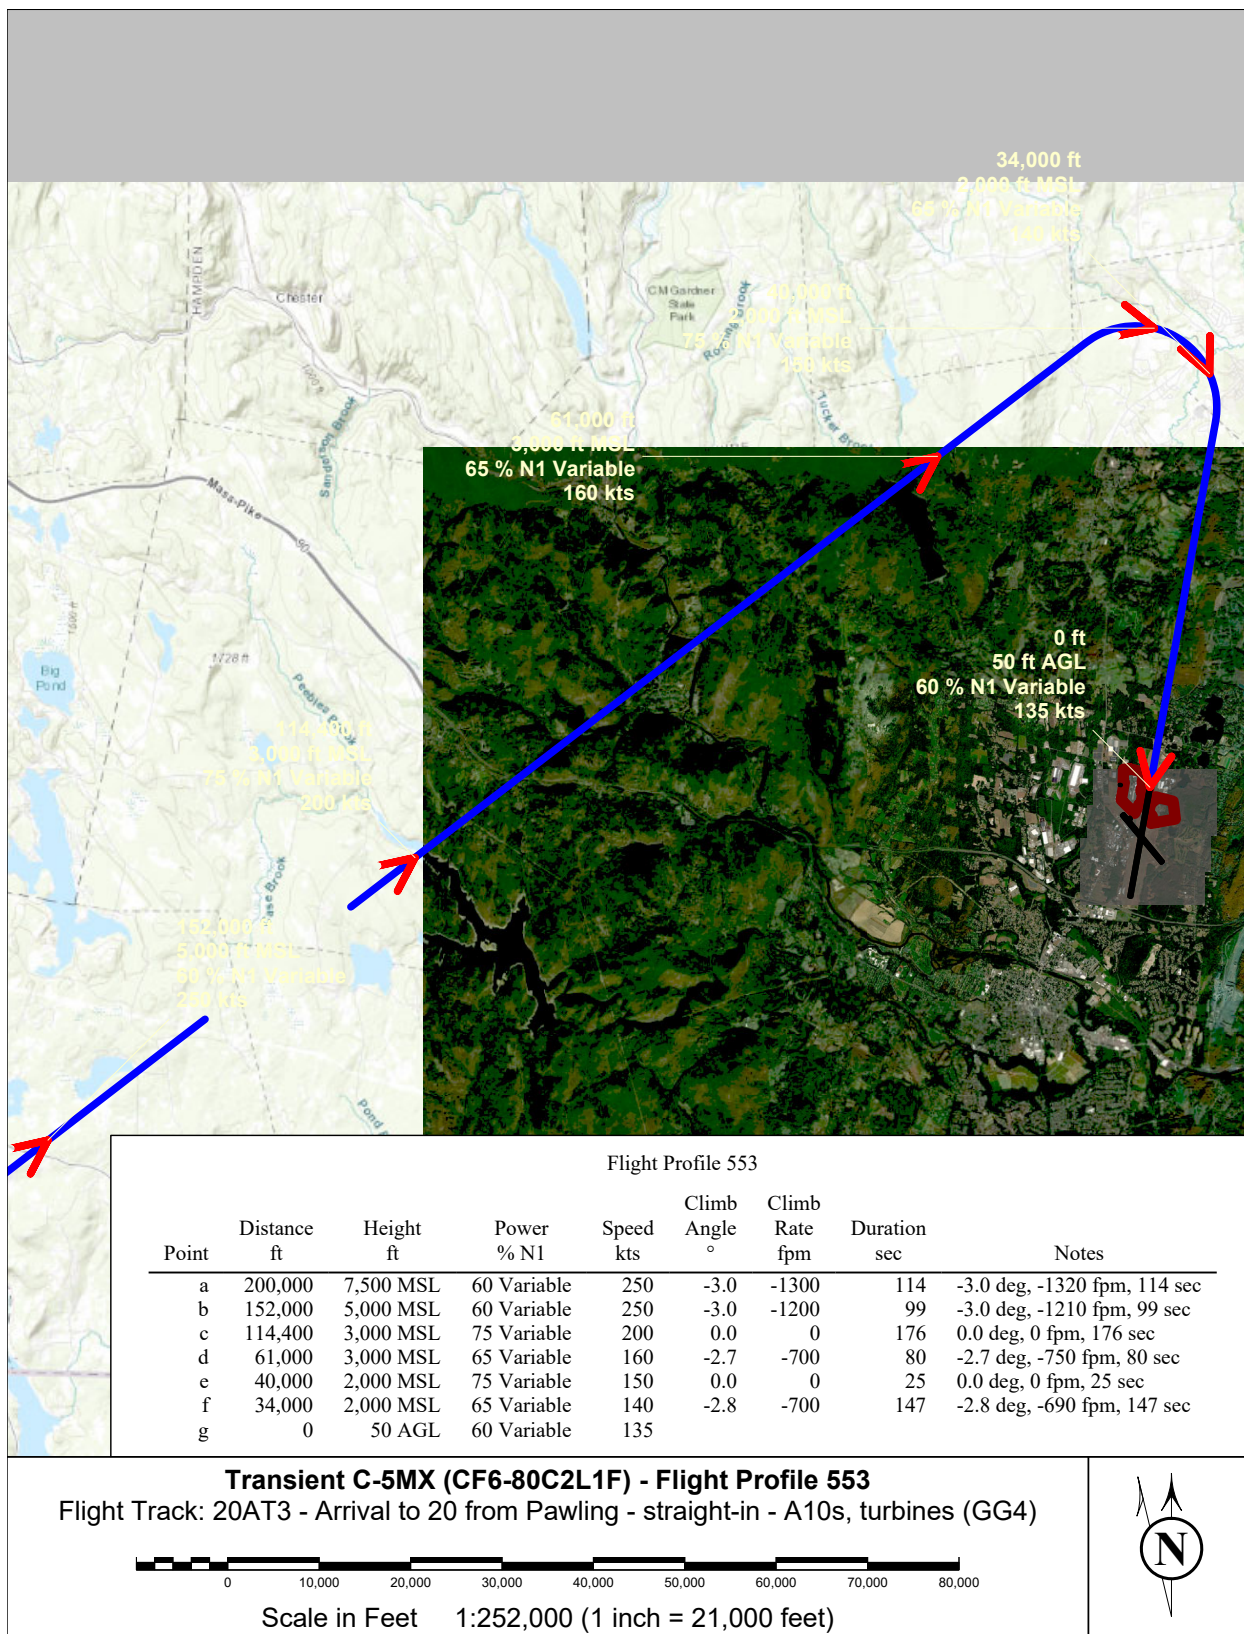 34,000 ft
2,000 ft MSL
65 % N1 Variable
140 kts
HAMPDEN
Chester
CM Gardner
State
Park
40,000 ft
2,000 ft MSL
75 % N1 Variable
150 kts
1000 ft
Sanderson Brook
Tucker Brook
61,000 ft
3,000 ft MSL
65 % N1 Variable
160 kts
Mass-Pike
90
0 ft
50 ft AGL
60 % N1 Variable
135 kts
1728 ft
Big
Pond
Peebles
114,400 ft
3,000 ft MSL
75 % N1 Variable
200 kts
Brook
152,000 ft
5,000 ft MSL
60 % N1 Variable
250 kts
Pond
Flight Profile 553
Climb Climb
Distance Height Power Speed Angle Rate Duration
Point ft ft % N1 kts ° fpm sec Notes
a 200,000 7,500 MSL 60 Variable 250 -3.0 -1300 114 -3.0 deg, -1320 fpm, 114 sec
b 152,000 5,000 MSL 60 Variable 250 -3.0 -1200 99 -3.0 deg, -1210 fpm, 99 sec
c 114,400 3,000 MSL 75 Variable 200 0.0 0 176 0.0 deg, 0 fpm, 176 sec
d 61,000 3,000 MSL 65 Variable 160 -2.7 -700 80 -2.7 deg, -750 fpm, 80 sec
e 40,000 2,000 MSL 75 Variable 150 0.0 0 25 0.0 deg, 0 fpm, 25 sec
f 34,000 2,000 MSL 65 Variable 140 -2.8 -700 147 -2.8 deg, -690 fpm, 147 sec
g 0 50 AGL 60 Variable 135
Transient C-5MX (CF6-80C2L1F) - Flight Profile 553
Flight Track: 20AT3 - Arrival to 20 from Pawling - straight-in - A10s, turbines (GG4)
0 10,000 20,000 30,000 40,000 50,000 60,000 70,000 80,000
Scale in Feet 1:252,000 (1 inch = 21,000 feet)
N